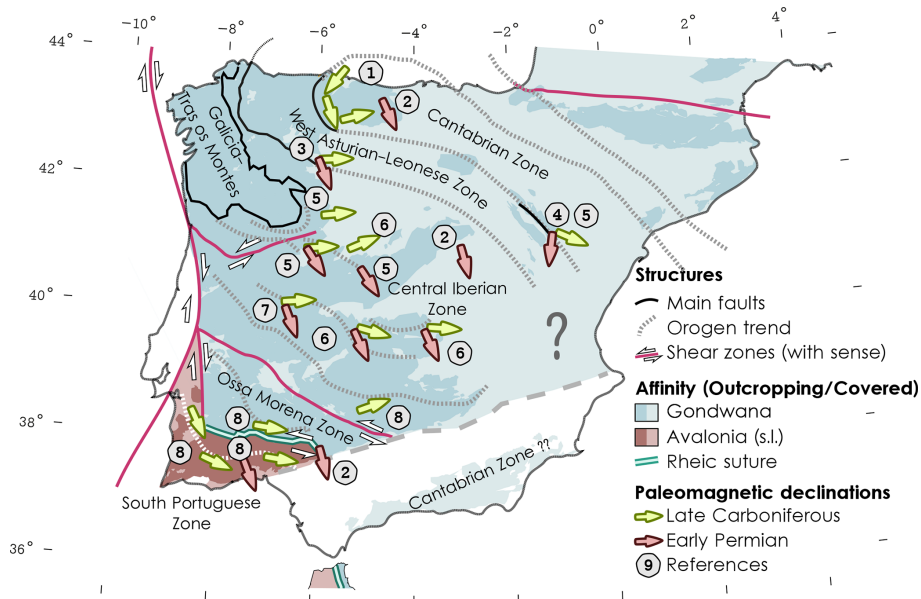 −10°
−8°
−6°
−4°
−2°
0°
2°
4°
44°
42°
40°
38°
36°
1
2
3
Cantabrian Zone
West Asturian–Leonese Zone
Galicia–
Tras os Montes
5
4
5
6
2
5
5
Central Iberian
Zone
7
6
6
?
Ossa Morena Zone
8
8
8
8
2
South Portuguese
Zone
Cantabrian Zone ??
Structures
Main faults
Orogen trend
Shear zones (with sense)
Affinity (Outcropping/Covered)
Gondwana
Avalonia (s.l.)
Rheic suture
Paleomagnetic declinations
Late Carboniferous
Early Permian
9 References